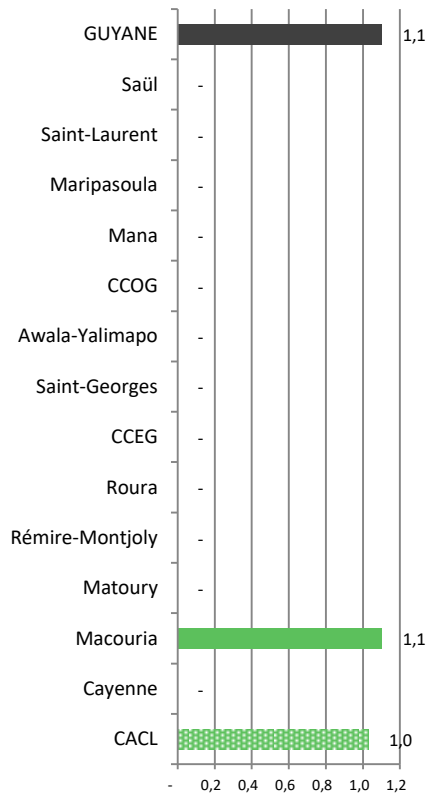 GUYANE 1,1
Saül -
Saint-Laurent -
Maripasoula -
Mana -
CCOG -
Awala-Yalimapo -
Saint-Georges -
CCEG -
Roura -
Rémire-Montjoly -
Matoury -
Macouria 1,1
Cayenne -
CACL 1,0
- 0,2 0,4 0,6 0,8 1,0 1,2